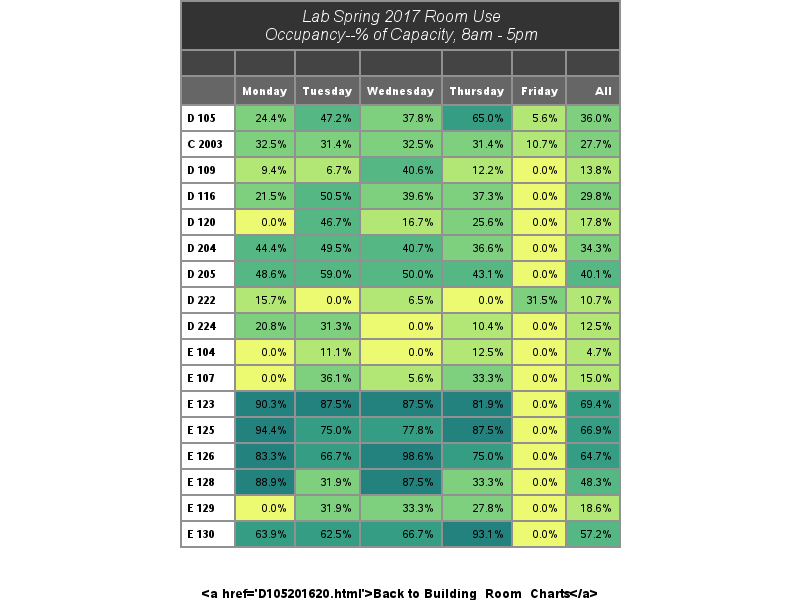 Lab Spring 2017 Room Use
Occupancy--% of Capacity, 8am - 5pm
Monday Tuesday Wednesday Thursday Friday All
D 105 24.4% 47.2% 37.8% 65.0% 5.6% 36.0%
C 2003 32.5% 31.4% 32.5% 31.4% 10.7% 27.7%
D 109 9.4% 6.7% 40.6% 12.2% 0.0% 13.8%
D 116 21.5% 50.5% 39.6% 37.3% 0.0% 29.8%
D 120 0.0% 46.7% 16.7% 25.6% 0.0% 17.8%
D 204 44.4% 49.5% 40.7% 36.6% 0.0% 34.3%
D 205 48.6% 59.0% 50.0% 43.1% 0.0% 40.1%
D 222 15.7% 0.0% 6.5% 0.0% 31.5% 10.7%
D 224 20.8% 31.3% 0.0% 10.4% 0.0% 12.5%
E 104 0.0% 11.1% 0.0% 12.5% 0.0% 4.7%
E 107 0.0% 36.1% 5.6% 33.3% 0.0% 15.0%
E 123 90.3% 87.5% 87.5% 81.9% 0.0% 69.4%
E 125 94.4% 75.0% 77.8% 87.5% 0.0% 66.9%
E 126 83.3% 66.7% 98.6% 75.0% 0.0% 64.7%
E 128 88.9% 31.9% 87.5% 33.3% 0.0% 48.3%
E 129 0.0% 31.9% 33.3% 27.8% 0.0% 18.6%
E 130 63.9% 62.5% 66.7% 93.1% 0.0% 57.2%
<a href='D105201620.html'>Back to Building_Room_Charts</a>